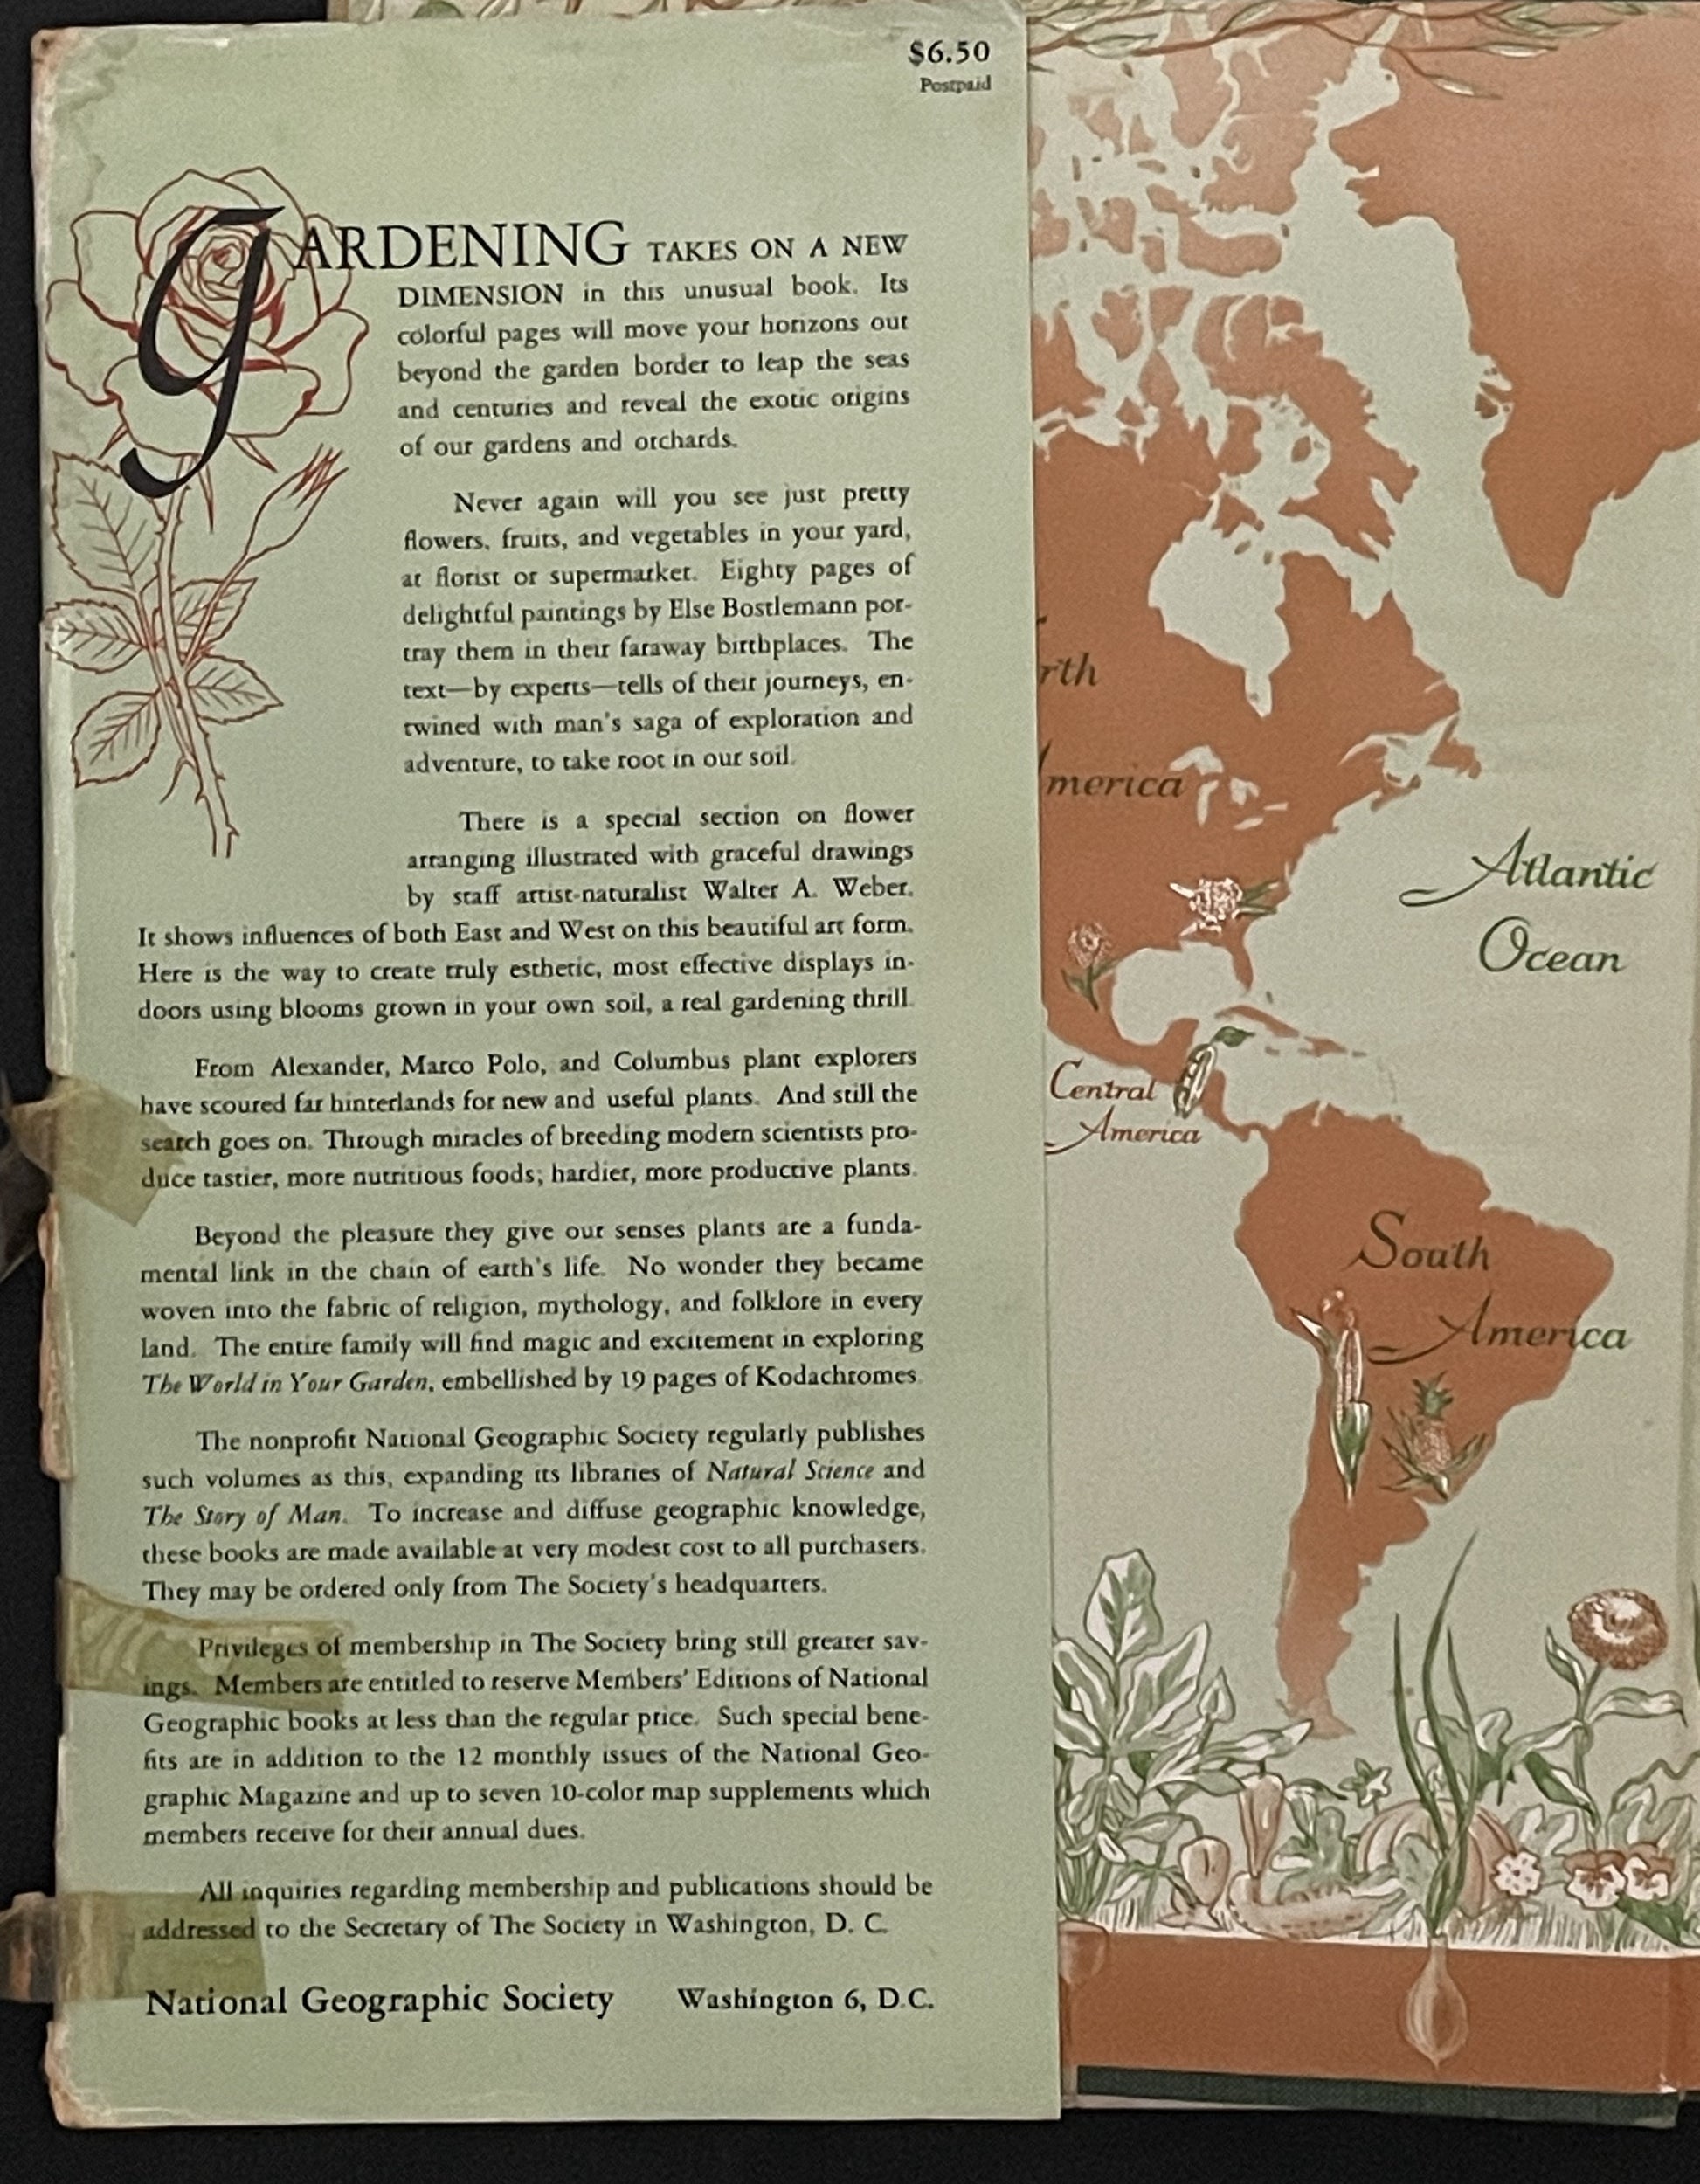 $6.50
Postpaid
GARDENING TAKES ON A NEW
DIMENSION in this unusual book. Its
colorful pages will move your horizons out
beyond the garden border to leap the seas
and centuries and reveal the exotic origins
of our gardens and orchards.
Never again will you see just pretty
flowers, fruits, and vegetables in your yard,
at florist or supermarket. Eighty pages of
delightful paintings by Else Bostlemann por-
tray them in their faraway birthplaces. The
text—by experts—tells of their journeys, en-
twined with man's saga of exploration and
adventure, to take root in our soil.
There is a special section on flower
arranging illustrated with graceful drawings
by staff artist-naturalist Walter A. Weber.
It shows influences of both East and West on this beautiful art form.
Here is the way to create truly esthetic, most effective displays in-
doors using blooms grown in your own soil, a real gardening thrill.
From Alexander, Marco Polo, and Columbus plant explorers
have scoured far hinterlands for new and useful plants. And still the
search goes on. Through miracles of breeding modern scientists pro-
duce tastier, more nutritious foods; hardier, more productive plants.
Beyond the pleasure they give our senses plants are a funda-
mental link in the chain of earth's life. No wonder they became
woven into the fabric of religion, mythology, and folklore in every
land. The entire family will find magic and excitement in exploring
The World in Your Garden, embellished by 19 pages of Kodachromes.
The nonprofit National Geographic Society regularly publishes
such volumes as this, expanding its libraries of Natural Science and
The Story of Man. To increase and diffuse geographic knowledge,
these books are made available at very modest cost to all purchasers.
They may be ordered only from The Society's headquarters.
Privileges of membership in The Society bring still greater sav-
ings. Members are entitled to reserve Members' Editions of National
Geographic books at less than the regular price. Such special bene-
fits are in addition to the 12 monthly issues of the National Geo-
graphic Magazine and up to seven 10-color map supplements which
members receive for their annual dues.
All inquiries regarding membership and publications should be
addressed to the Secretary of The Society in Washington, D. C.
National Geographic Society Washington 6, D.C.
rth
merica
Atlantic
Ocean
Central
America
South
America